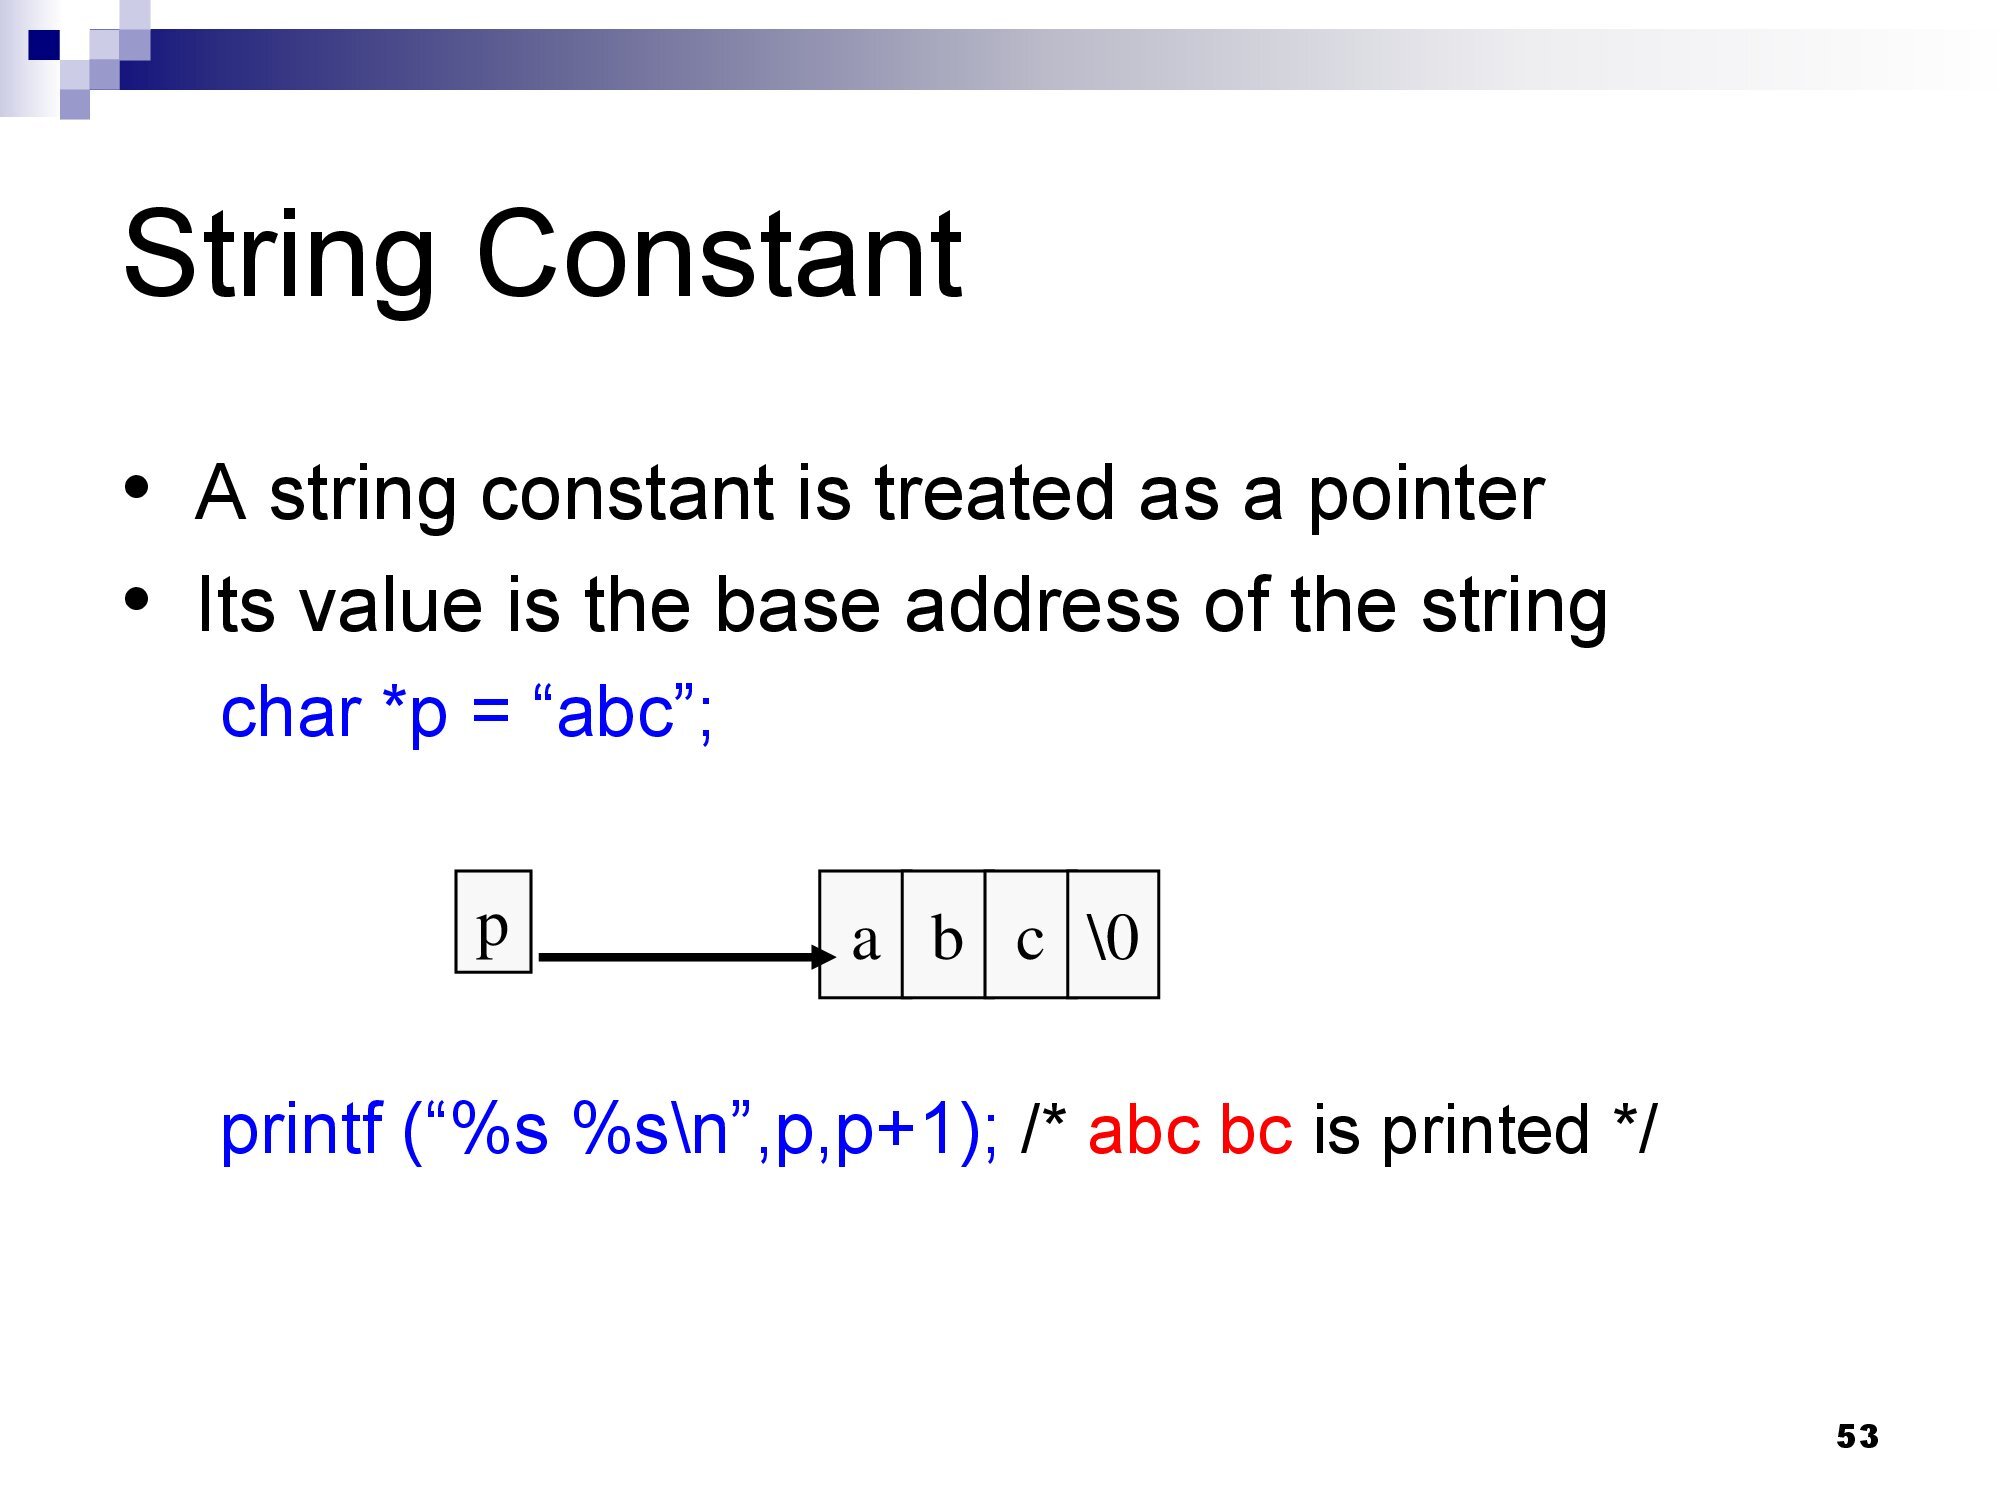 String Constant
• A string constant is treated as a pointer
• Its value is the base address of the string
char *p = “abc”;
p a b c \0
printf (“%s %s\n”,p,p+1); /* abc bc is printed */
53